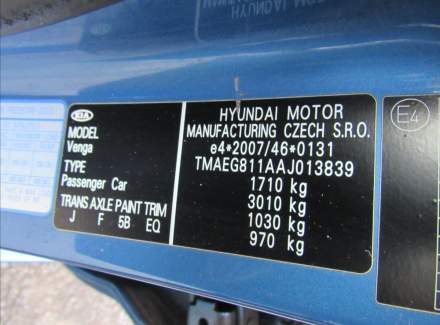 KIA
MODEL
Venga
TYPE
Passenger Car
TRANS AXLE PAINT TRIM
J F 5B EQ
HYUNDAI MOTOR
MANUFACTURING CZECH S.R.O.
e4*2007/46*0131
TMAEG811AAJ013839
1710 kg
3010 kg
1030 kg
970 kg
E4